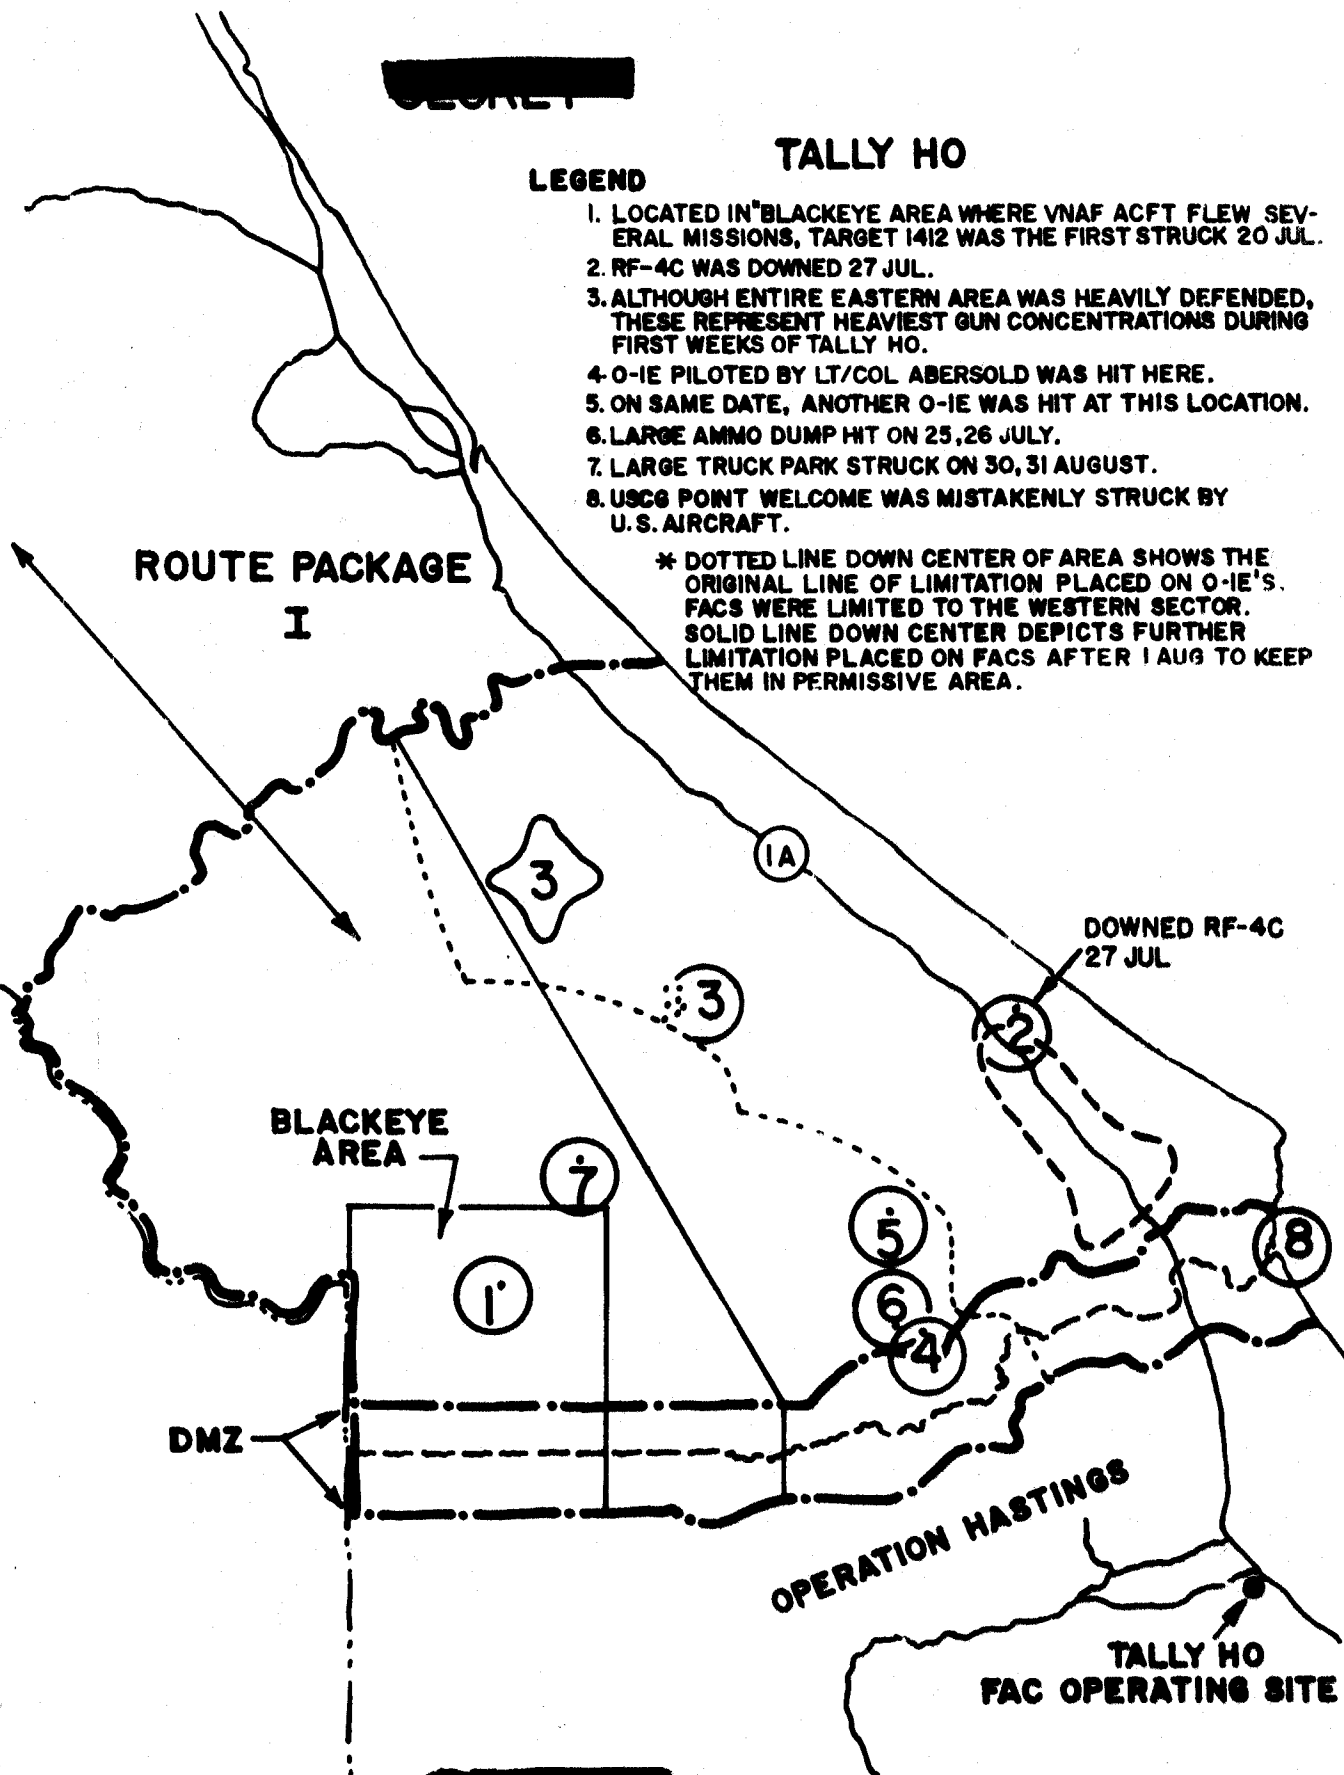 TALLY HO
LEGEND
1. LOCATED IN "BLACKEYE AREA WHERE VNAF ACFT FLEW SEV-
ERAL MISSIONS, TARGET 1412 WAS THE FIRST STRUCK 20 JUL.
2. RF-4C WAS DOWNED 27 JUL.
3. ALTHOUGH ENTIRE EASTERN AREA WAS HEAVILY DEFENDED,
THESE REPRESENT HEAVIEST GUN CONCENTRATIONS DURING
FIRST WEEKS OF TALLY HO.
4 O-IE PILOTED BY LT/COL ABERSOLD WAS HIT HERE.
5. ON SAME DATE, ANOTHER O-IE WAS HIT AT THIS LOCATION.
6. LARGE AMMO DUMP HIT ON 25,26 JULY.
7. LARGE TRUCK PARK STRUCK ON 30, 31 AUGUST.
8. USCG POINT WELCOME WAS MISTAKENLY STRUCK BY
U.S. AIRCRAFT.
* DOTTED LINE DOWN CENTER OF AREA SHOWS THE
ORIGINAL LINE OF LIMITATION PLACED ON O-IE'S.
FACS WERE LIMITED TO THE WESTERN SECTOR.
SOLID LINE DOWN CENTER DEPICTS FURTHER
LIMITATION PLACED ON FACS AFTER 1 AUG TO KEEP
THEM IN PERMISSIVE AREA.
ROUTE PACKAGE
I
1A
3
DOWNED RF-4C
27 JUL
3
2
BLACKEYE
AREA
7
5
8
1
6
4
DMZ
OPERATION HASTINGS
TALLY HO
FAC OPERATING SITE